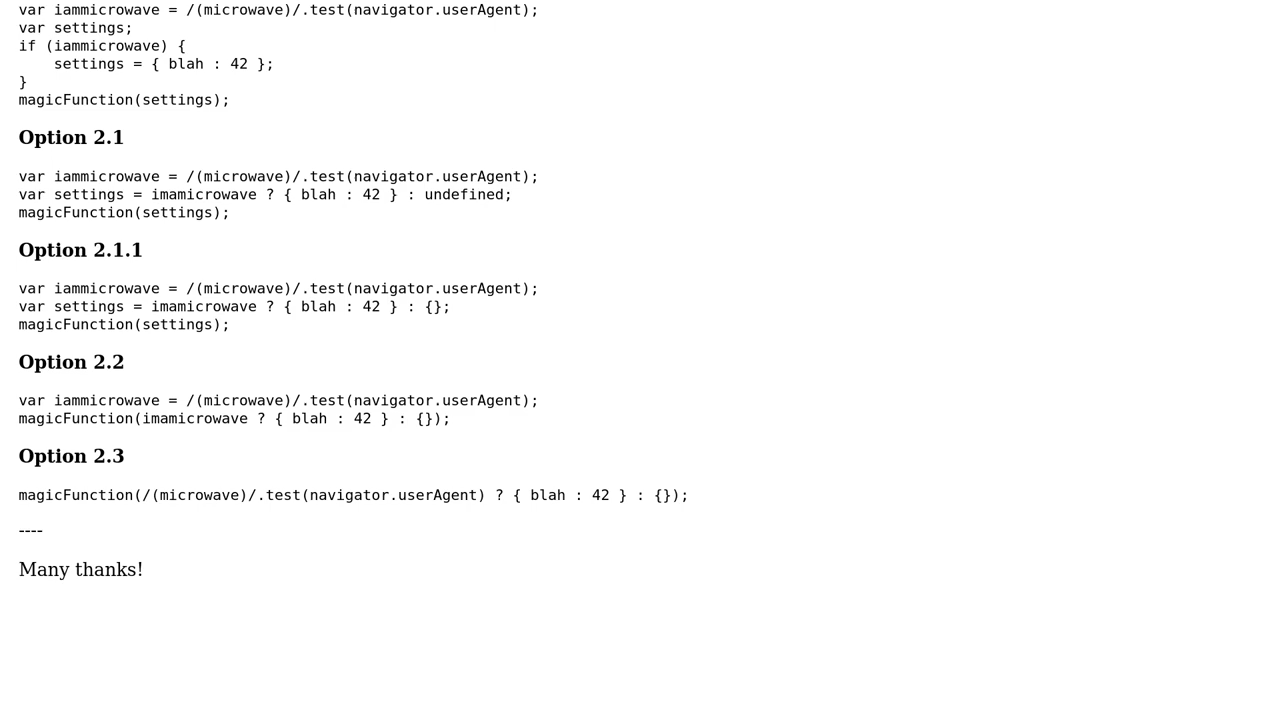 var iammicrowave = /(microwave)/.test(navigator.userAgent);
var settings;
if (iammicrowave) {
    settings = { blah : 42 };
}
magicFunction(settings);
Option 2.1
var iammicrowave = /(microwave)/.test(navigator.userAgent);
var settings = imamicrowave ? { blah : 42 } : undefined;
magicFunction(settings);
Option 2.1.1
var iammicrowave = /(microwave)/.test(navigator.userAgent);
var settings = imamicrowave ? { blah : 42 } : {};
magicFunction(settings);
Option 2.2
var iammicrowave = /(microwave)/.test(navigator.userAgent);
magicFunction(imamicrowave ? { blah : 42 } : {});
Option 2.3
magicFunction(/(microwave)/.test(navigator.userAgent) ? { blah : 42 } : {});
----
Many thanks!